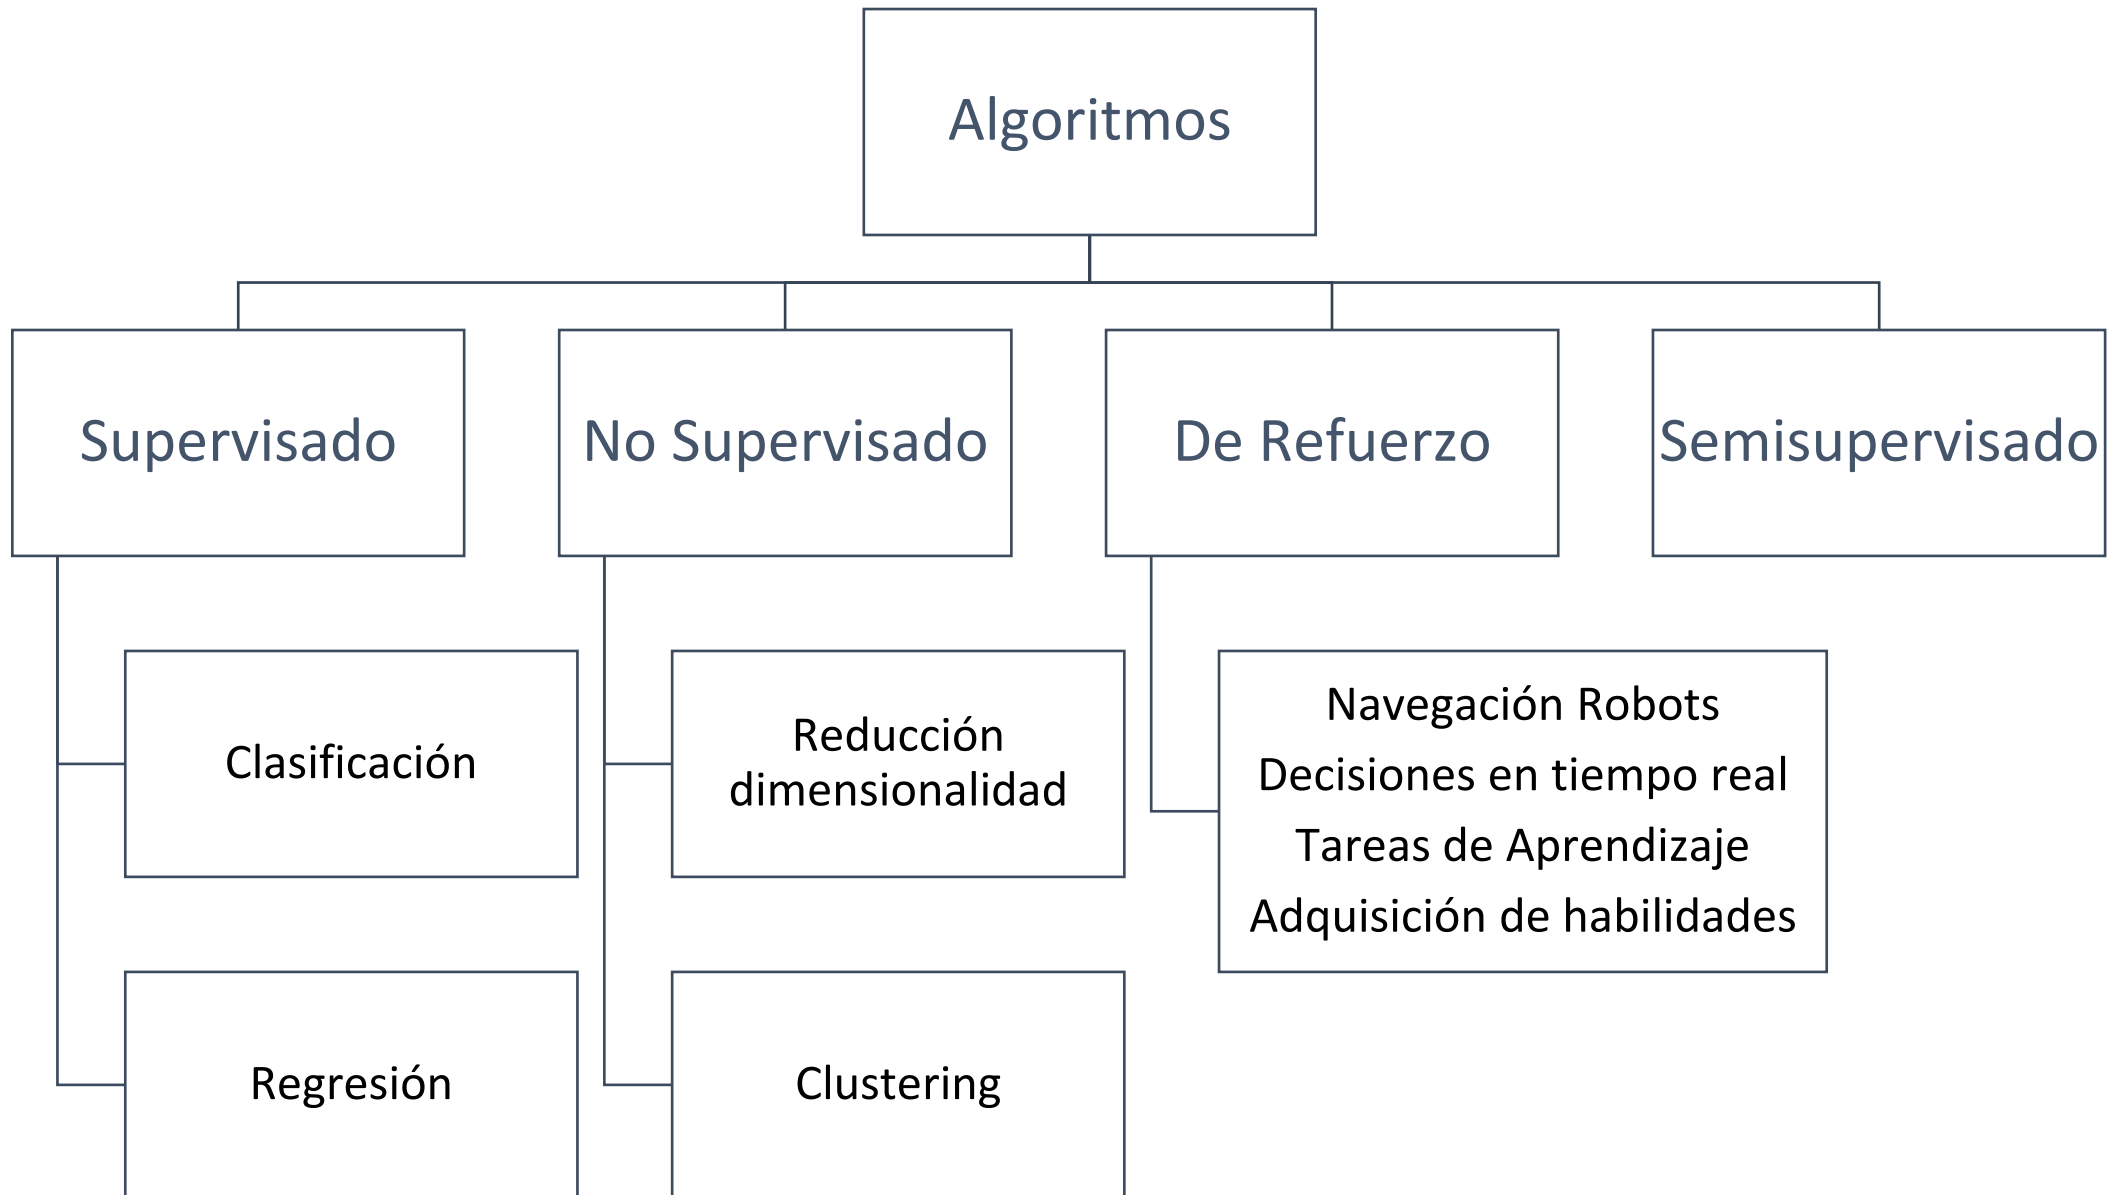 Algoritmos
Supervisado
No Supervisado
De Refuerzo
Semisupervisado
Clasificación
Regresión
Reducción
dimensionalidad
Clustering
Navegación Robots
Decisiones en tiempo real
Tareas de Aprendizaje
Adquisición de habilidades